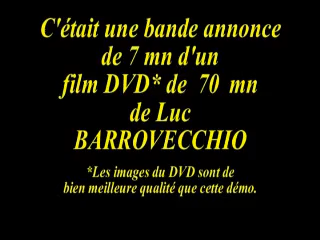 C'était une bande annonce
de 7 mn d'un
film DVD* de 70 mn
de Luc
BARROVECCHIO
*Les images du DVD sont de
bien meilleure qualité que cette démo.